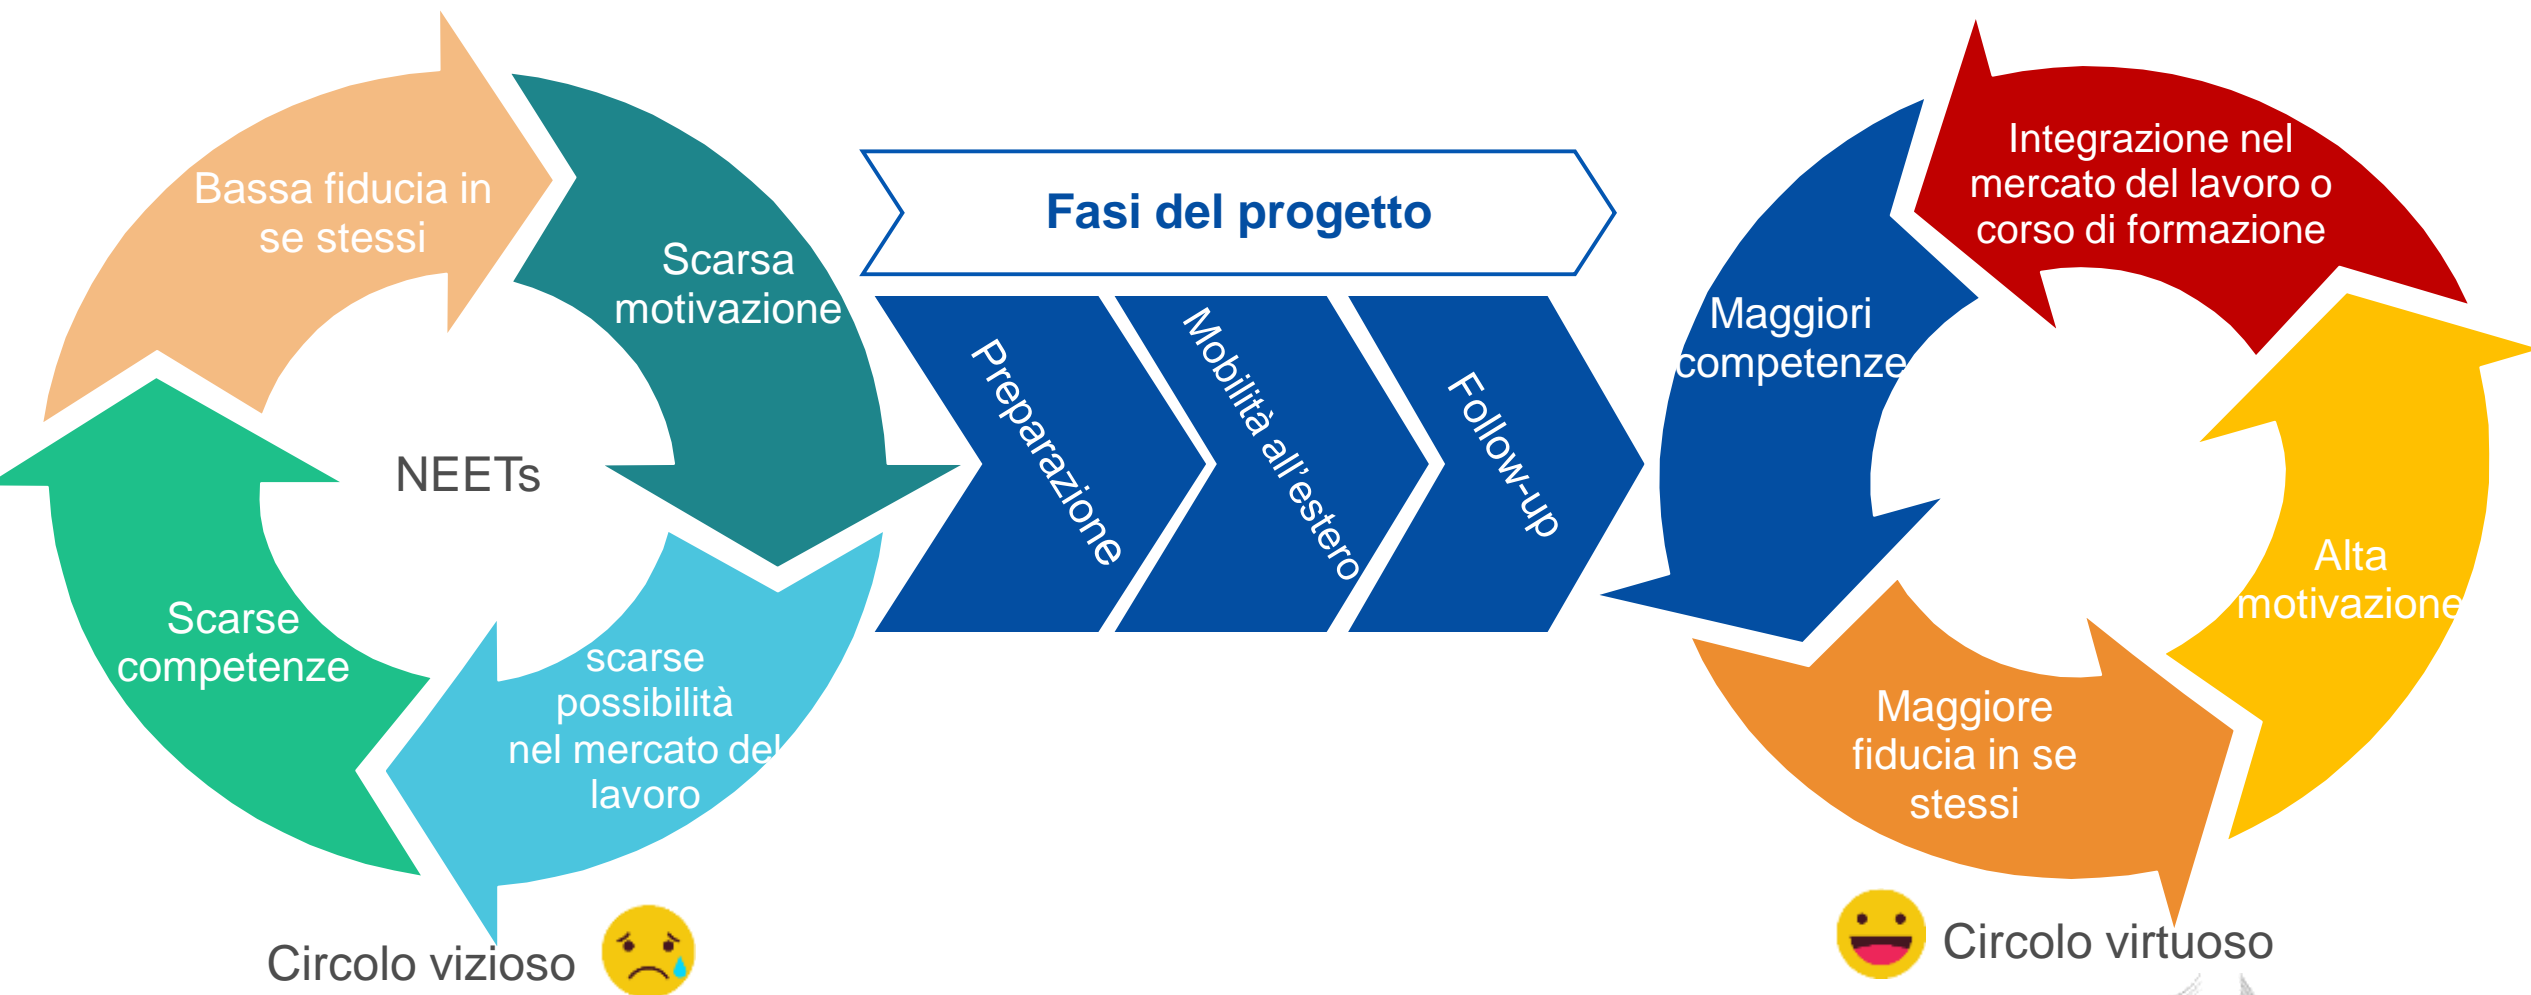 Bassa fiducia in
se stessi
Scarsa
motivazione
NEETs
Scarse
competenze
scarse
possibilità
nel mercato del
lavoro
Circolo vizioso
Fasi del progetto
Preparazione
Mobilità all’estero
Follow-up
Integrazione nel
mercato del lavoro o
corso di formazione
Maggiori
competenze
Alta
motivazione
Maggiore
fiducia in se
stessi
Circolo virtuoso